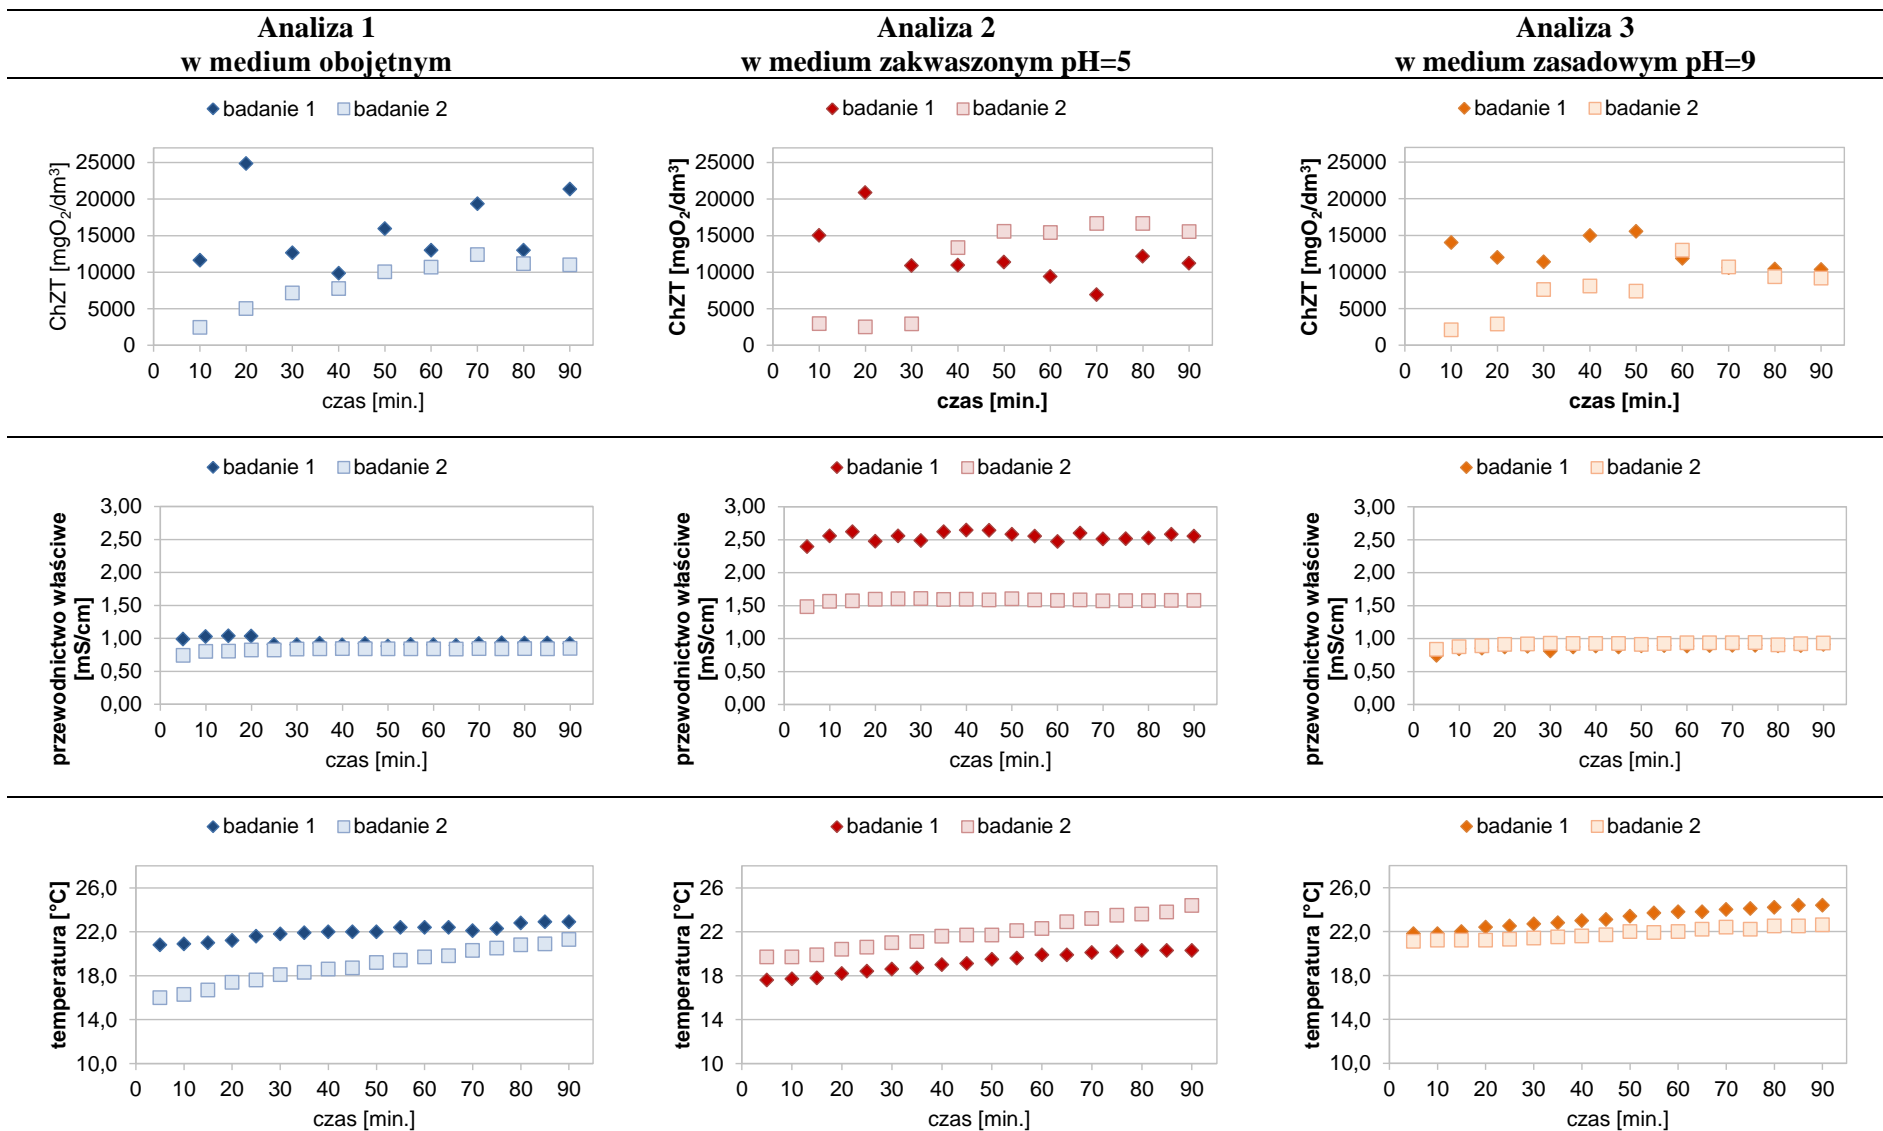 Analiza 1
w medium obojętnym
Analiza 2
w medium zakwaszonym pH=5
Analiza 3
w medium zasadowym pH=9
badanie 1 badanie 2
ChZT [mgO₂/dm³]
25000
20000
15000
10000
5000
0
0 10 20 30 40 50 60 70 80 90
czas [min.]
badanie 1 badanie 2
ChZT [mgO₂/dm³]
25000
20000
15000
10000
5000
0
0 10 20 30 40 50 60 70 80 90
czas [min.]
badanie 1 badanie 2
ChZT [mgO₂/dm³]
25000
20000
15000
10000
5000
0
0 10 20 30 40 50 60 70 80 90
czas [min.]
badanie 1 badanie 2
przewodnictwo właściwe
[mS/cm]
3,00
2,50
2,00
1,50
1,00
0,50
0,00
0 10 20 30 40 50 60 70 80 90
czas [min.]
badanie 1 badanie 2
przewodnictwo właściwe
[mS/cm]
3,00
2,50
2,00
1,50
1,00
0,50
0,00
0 10 20 30 40 50 60 70 80 90
czas [min.]
badanie 1 badanie 2
przewodnictwo właściwe
[mS/cm]
3,00
2,50
2,00
1,50
1,00
0,50
0,00
0 10 20 30 40 50 60 70 80 90
czas [min.]
badanie 1 badanie 2
temperatura [°C]
26,0
22,0
18,0
14,0
10,0
0 10 20 30 40 50 60 70 80 90
czas [min.]
badanie 1 badanie 2
temperatura [°C]
26
22
18
14
10
0 10 20 30 40 50 60 70 80 90
czas [min.]
badanie 1 badanie 2
temperatura [°C]
26,0
22,0
18,0
14,0
10,0
0 10 20 30 40 50 60 70 80 90
czas [min.]